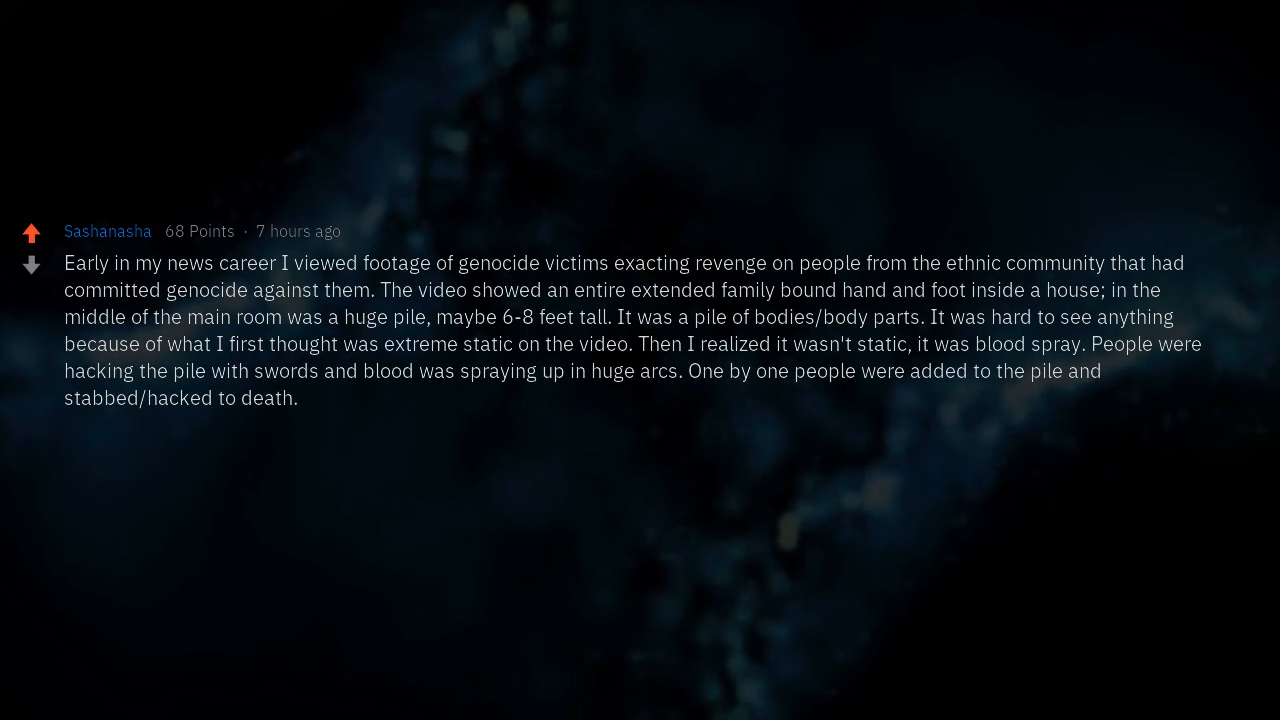 Sashanasha 68 Points · 7 hours ago
Early in my news career I viewed footage of genocide victims exacting revenge on people from the ethnic community that had
committed genocide against them. The video showed an entire extended family bound hand and foot inside a house; in the
middle of the main room was a huge pile, maybe 6-8 feet tall. It was a pile of bodies/body parts. It was hard to see anything
because of what I first thought was extreme static on the video. Then I realized it wasn't static, it was blood spray. People were
hacking the pile with swords and blood was spraying up in huge arcs. One by one people were added to the pile and
stabbed/hacked to death.